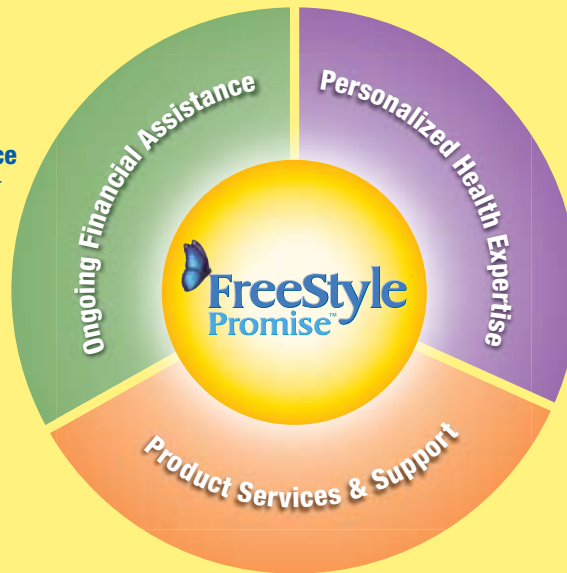 Ongoing Financial Assistance
Personalized Health Expertise
FreeStyle
Promise™
Product Services & Support